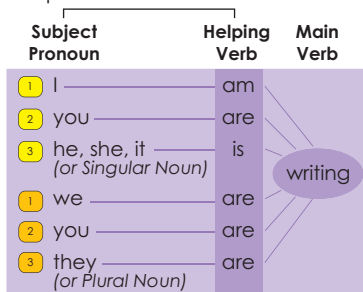 Subject Pronoun Helping Verb Main Verb
1 I am
2 you are
3 he, she, it is
(or Singular Noun)
writing
1 we are
2 you are
3 they are
(or Plural Noun)